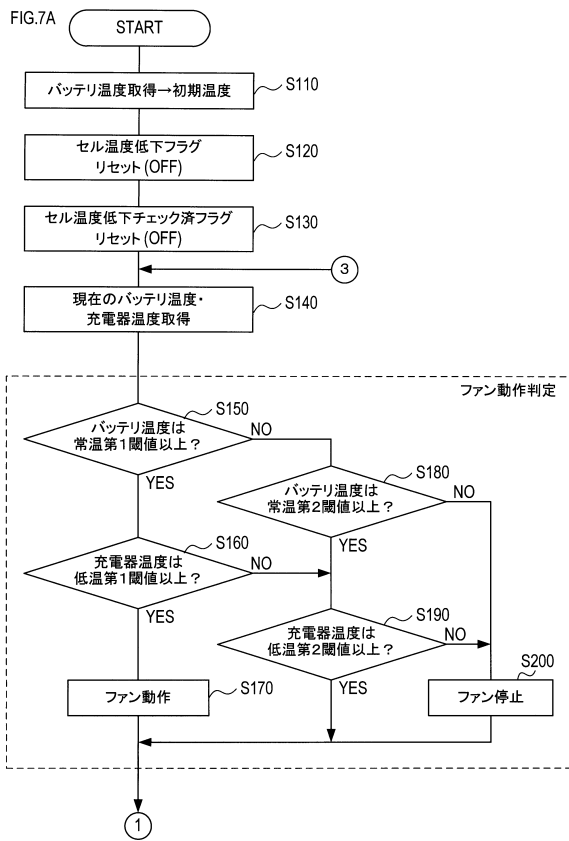 FIG.7A
START
バッテリ温度取得→初期温度
S110
セル温度低下フラグ
リセット(OFF)
S120
セル温度低下チェック済フラグ
リセット(OFF)
S130
3
現在のバッテリ温度・
充電器温度取得
S140
ファン動作判定
バッテリ温度は
常温第1閾値以上？
S150
NO
YES
バッテリ温度は
常温第2閾値以上？
S180
NO
YES
充電器温度は
低温第1閾値以上？
S160
NO
YES
充電器温度は
低温第2閾値以上？
S190
NO
YES
ファン動作
S170
ファン停止
S200
1